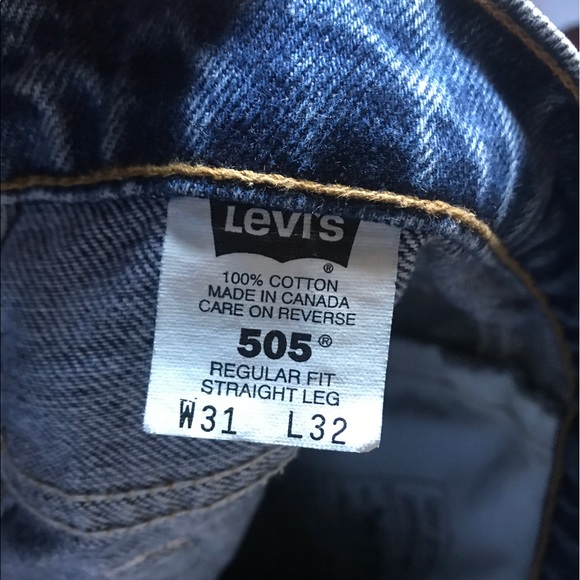 Levi's
®
100% COTTON
MADE IN CANADA
CARE ON REVERSE
505®
REGULAR FIT
STRAIGHT LEG
W31 L32